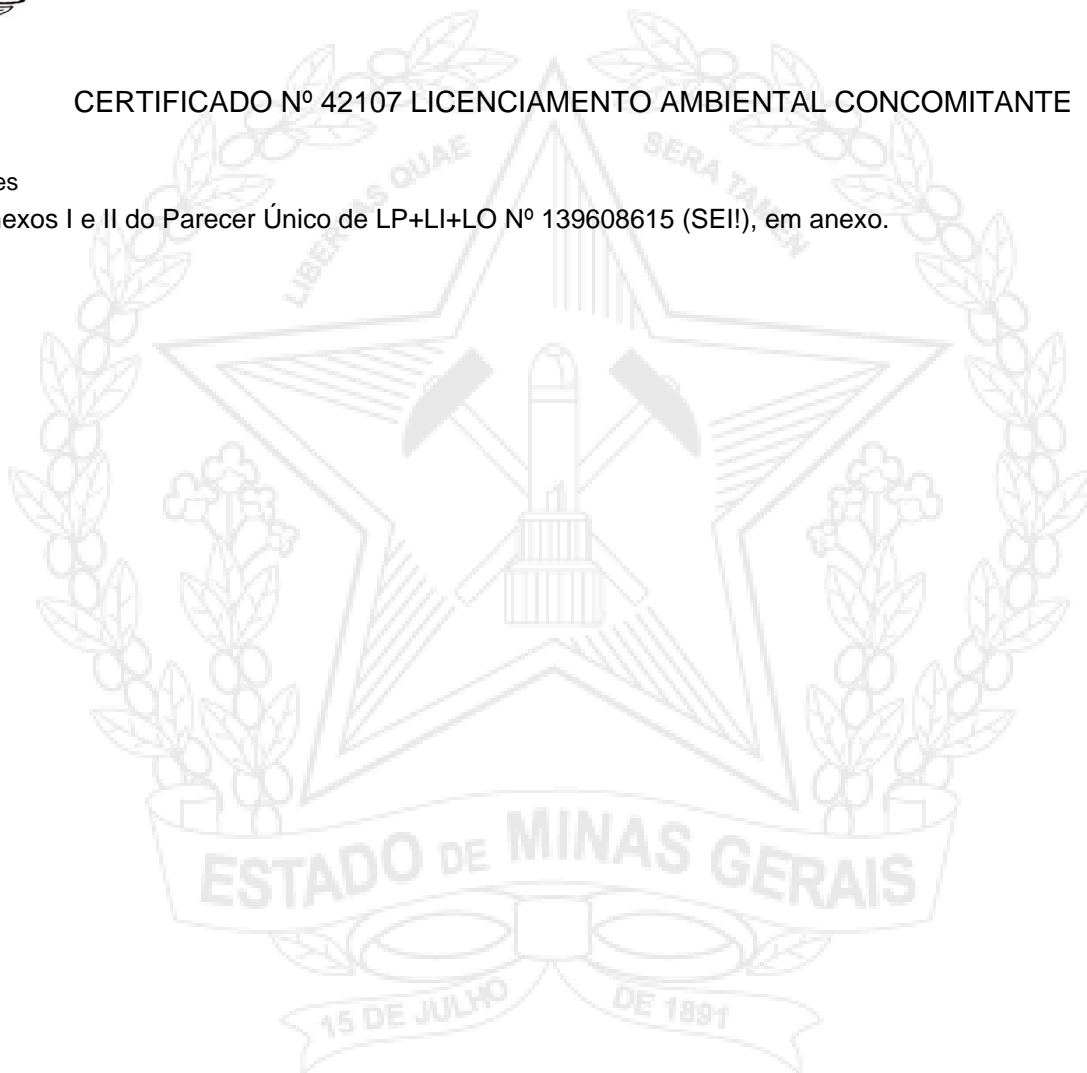 CERTIFICADO Nº 42107 LICENCIAMENTO AMBIENTAL CONCOMITANTE
es
exos I e II do Parecer Único de LP+LI+LO Nº 139608615 (SEI!), em anexo.
LIBERTAS QUAE SERA TAMEN
ESTADO DE MINAS GERAIS
15 DE JULHO DE 1891